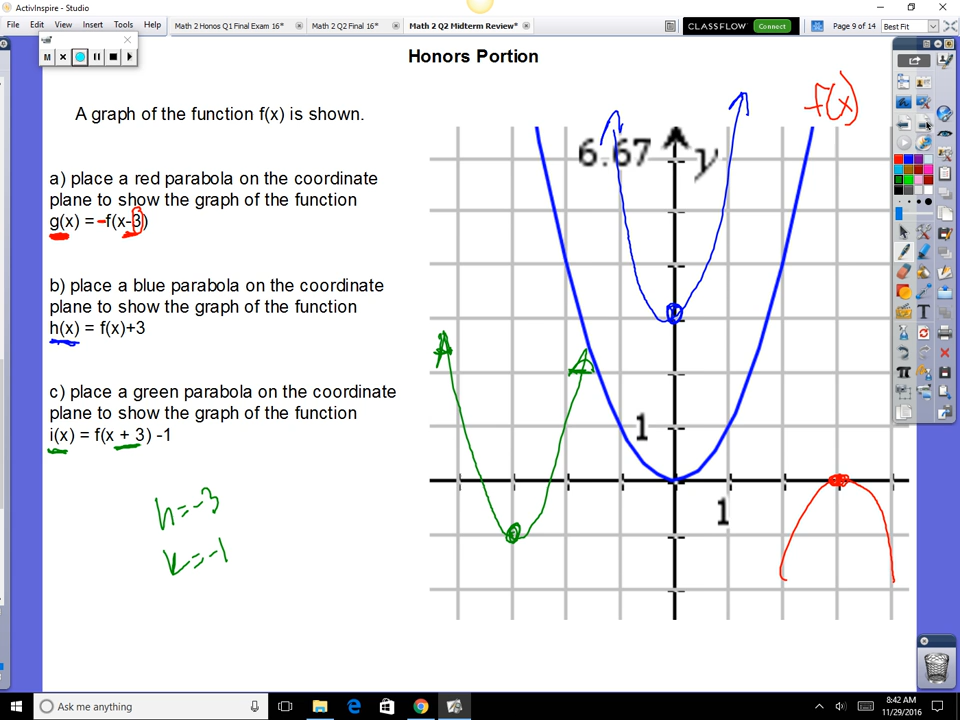 ActivInspire - Studio
File Edit View Insert Tools Help
Math 2 Honos Q1 Final Exam 16* Math 2 Q2 Final 16* Math 2 Q2 Midterm Review*
CLASSFLOW Connect
Page 9 of 14 Best Fit
M
Honors Portion
A graph of the function f(x) is shown.
f(x)
a) place a red parabola on the coordinate
plane to show the graph of the function
g(x) = -f(x-3)
b) place a blue parabola on the coordinate
plane to show the graph of the function
h(x) = f(x)+3
c) place a green parabola on the coordinate
plane to show the graph of the function
i(x) = f(x + 3) -1
6.67 y
1
1
h=-3
k=-1
Ask me anything
8:42 AM
11/29/2016